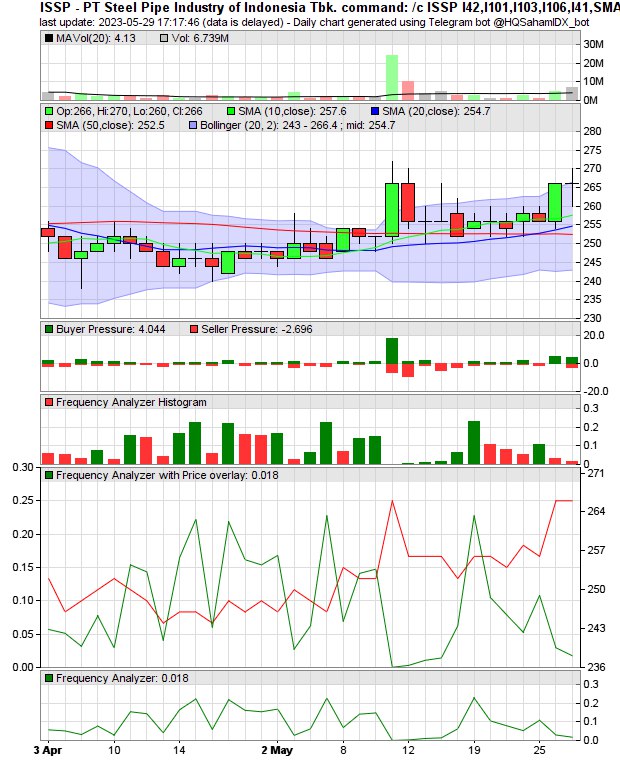 ISSP - PT Steel Pipe Industry of Indonesia Tbk. command: /c ISSP I42,I101,I103,I106,I41,SMA
last update: 2023-05-29 17:17:46 (data is delayed) - Daily chart generated using Telegram bot @HQSahamIDX_bot
MAVol(20): 4.13 Vol: 6.739M
30M
20M
10M
0M
Op:266, Hi:270, Lo:260, Cl:266 SMA (10,close): 257.6 SMA (20,close): 254.7
SMA (50,close): 252.5 Bollinger (20, 2): 243 - 266.4 ; mid: 254.7
280
275
270
265
260
255
250
245
240
235
230
Buyer Pressure: 4.044 Seller Pressure: -2.696
20.0
0.0
-20.0
Frequency Analyzer Histogram
0.3
0.2
0.1
0
Frequency Analyzer with Price overlay: 0.018
0.30
0.25
0.20
0.15
0.10
0.05
0.00
271
264
257
250
243
236
Frequency Analyzer: 0.018
0.3
0.2
0.1
0.0
3 Apr 10 14 2 May 8 12 19 25